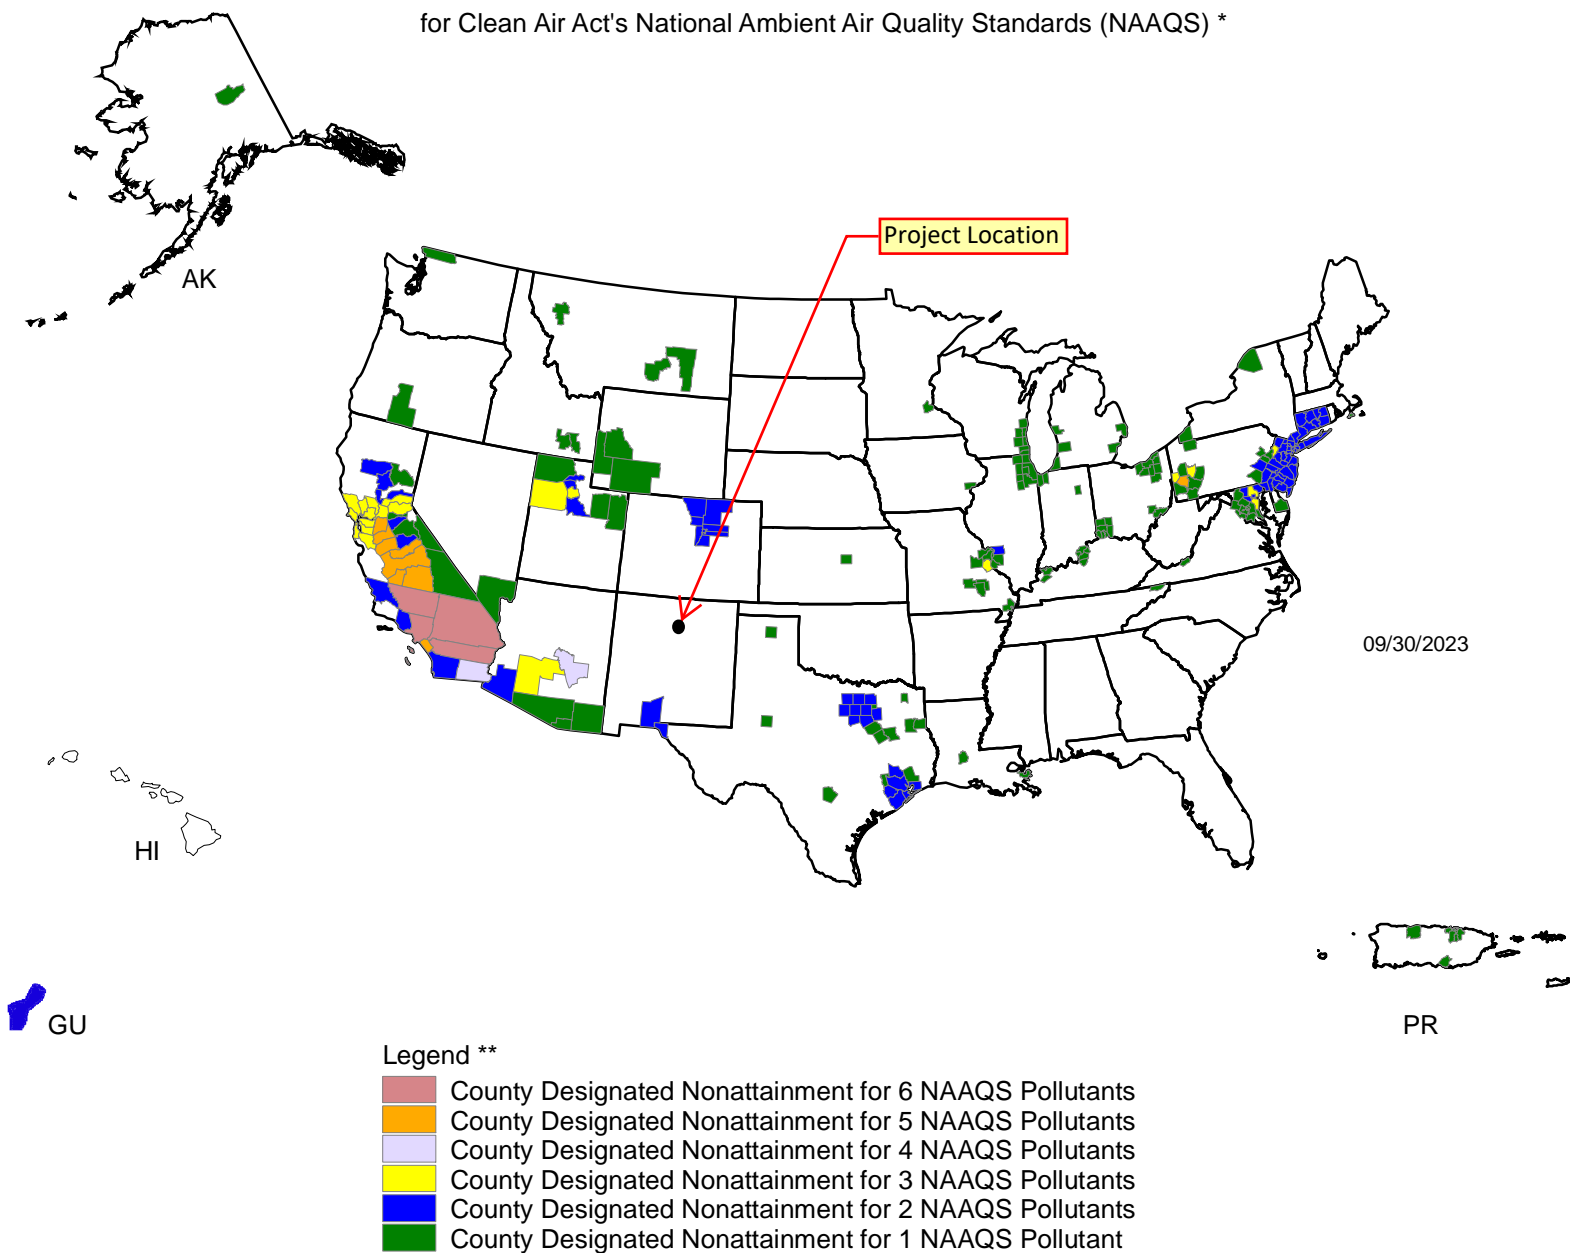 for Clean Air Act's National Ambient Air Quality Standards (NAAQS) *
Project Location
AK
09/30/2023
HI
GU
PR
Legend **
County Designated Nonattainment for 6 NAAQS Pollutants
County Designated Nonattainment for 5 NAAQS Pollutants
County Designated Nonattainment for 4 NAAQS Pollutants
County Designated Nonattainment for 3 NAAQS Pollutants
County Designated Nonattainment for 2 NAAQS Pollutants
County Designated Nonattainment for 1 NAAQS Pollutant